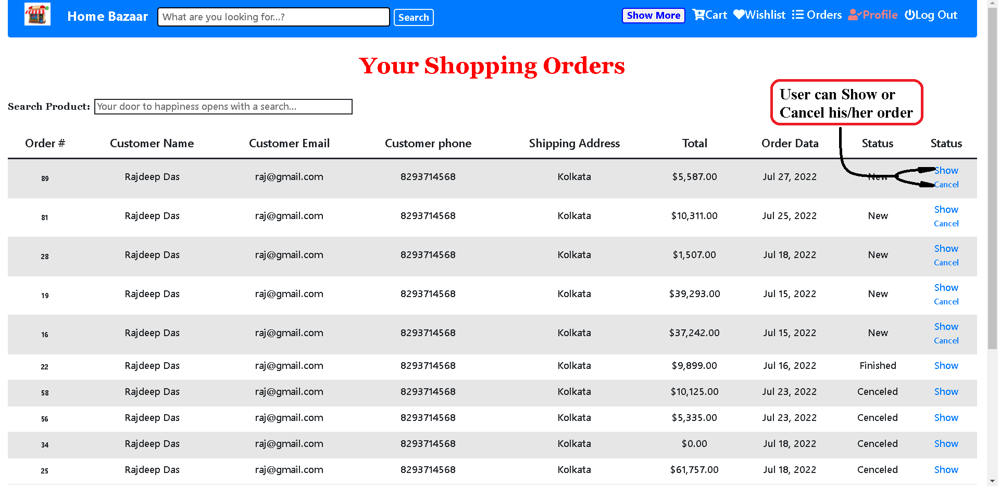 Home Bazaar What are you looking for...? Search Show More Cart Wishlist Orders Profile Log Out
Your Shopping Orders
User can Show or
Cancel his/her order
Search Product: Your door to happiness opens with a search...
Order # Customer Name Customer Email Customer phone Shipping Address Total Order Data Status Status
89 Rajdeep Das raj@gmail.com 8293714568 Kolkata $5,587.00 Jul 27, 2022 New Show
Cancel
81 Rajdeep Das raj@gmail.com 8293714568 Kolkata $10,311.00 Jul 25, 2022 New Show
Cancel
28 Rajdeep Das raj@gmail.com 8293714568 Kolkata $1,507.00 Jul 18, 2022 New Show
Cancel
19 Rajdeep Das raj@gmail.com 8293714568 Kolkata $39,293.00 Jul 15, 2022 New Show
Cancel
16 Rajdeep Das raj@gmail.com 8293714568 Kolkata $37,242.00 Jul 15, 2022 New Show
Cancel
22 Rajdeep Das raj@gmail.com 8293714568 Kolkata $9,899.00 Jul 16, 2022 Finished Show
58 Rajdeep Das raj@gmail.com 8293714568 Kolkata $10,125.00 Jul 23, 2022 Cenceled Show
56 Rajdeep Das raj@gmail.com 8293714568 Kolkata $5,335.00 Jul 23, 2022 Cenceled Show
34 Rajdeep Das raj@gmail.com 8293714568 Kolkata $0.00 Jul 18, 2022 Cenceled Show
25 Rajdeep Das raj@gmail.com 8293714568 Kolkata $61,757.00 Jul 18, 2022 Cenceled Show